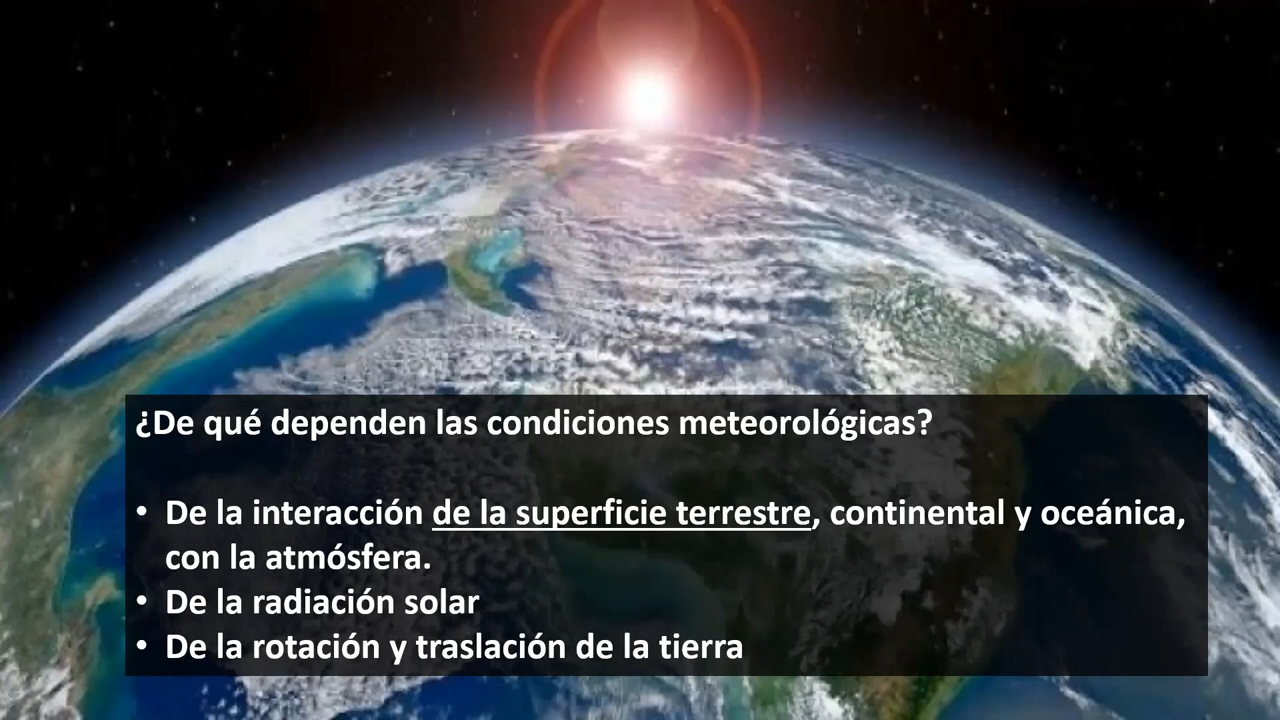 ¿De qué dependen las condiciones meteorológicas?
• De la interacción de la superficie terrestre, continental y oceánica,
con la atmósfera.
• De la radiación solar
• De la rotación y traslación de la tierra